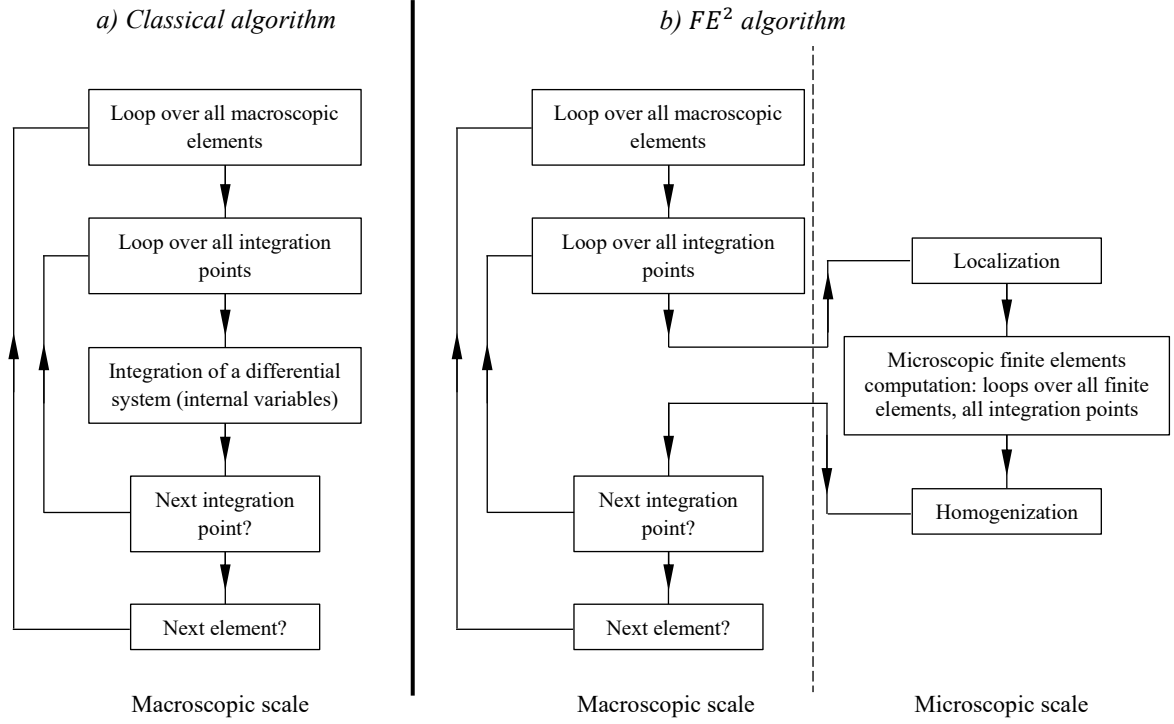 a) Classical algorithm
Loop over all macroscopic
elements
Loop over all integration
points
Integration of a differential
system (internal variables)
Next integration
point?
Next element?
Macroscopic scale
b) FE² algorithm
Loop over all macroscopic
elements
Loop over all integration
points
Next integration
point?
Next element?
Macroscopic scale
Localization
Microscopic finite elements
computation: loops over all finite
elements, all integration points
Homogenization
Microscopic scale